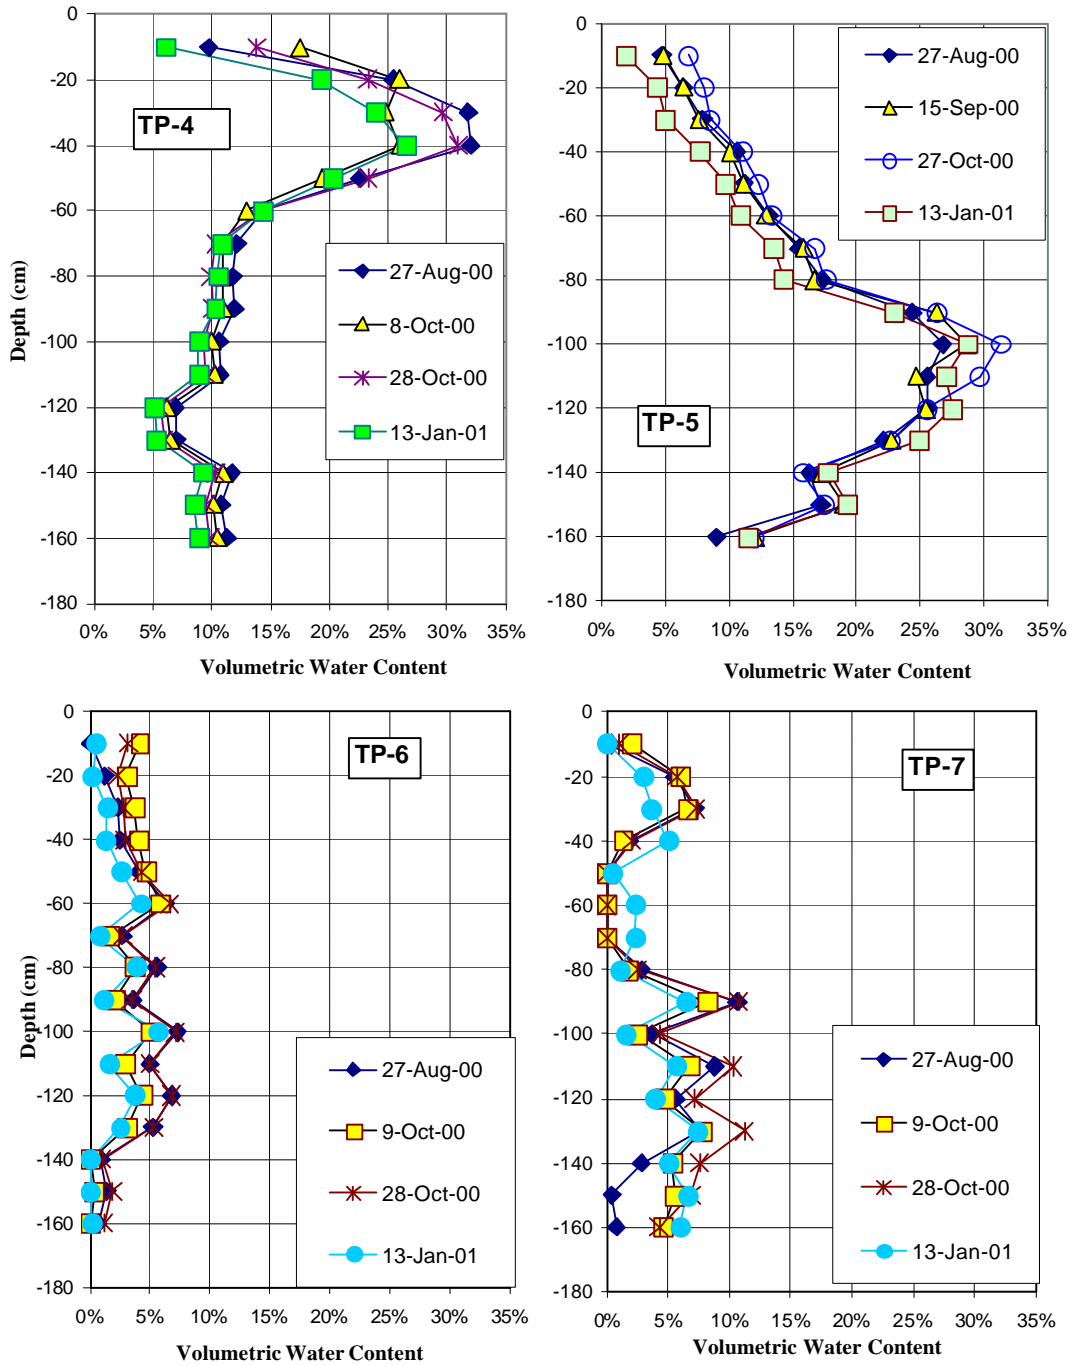 0
-20
-40
-60
-80
-100
-120
-140
-160
-180
0% 5% 10% 15% 20% 25% 30% 35%
Depth (cm)
Volumetric Water Content
TP-4
27-Aug-00
8-Oct-00
28-Oct-00
13-Jan-01
0
-20
-40
-60
-80
-100
-120
-140
-160
-180
0% 5% 10% 15% 20% 25% 30% 35%
Volumetric Water Content
TP-5
27-Aug-00
15-Sep-00
27-Oct-00
13-Jan-01
0
-20
-40
-60
-80
-100
-120
-140
-160
-180
0% 5% 10% 15% 20% 25% 30% 35%
Depth (cm)
Volumetric Water Content
TP-6
27-Aug-00
9-Oct-00
28-Oct-00
13-Jan-01
0
-20
-40
-60
-80
-100
-120
-140
-160
-180
0% 5% 10% 15% 20% 25% 30% 35%
Volumetric Water Content
TP-7
27-Aug-00
9-Oct-00
28-Oct-00
13-Jan-01